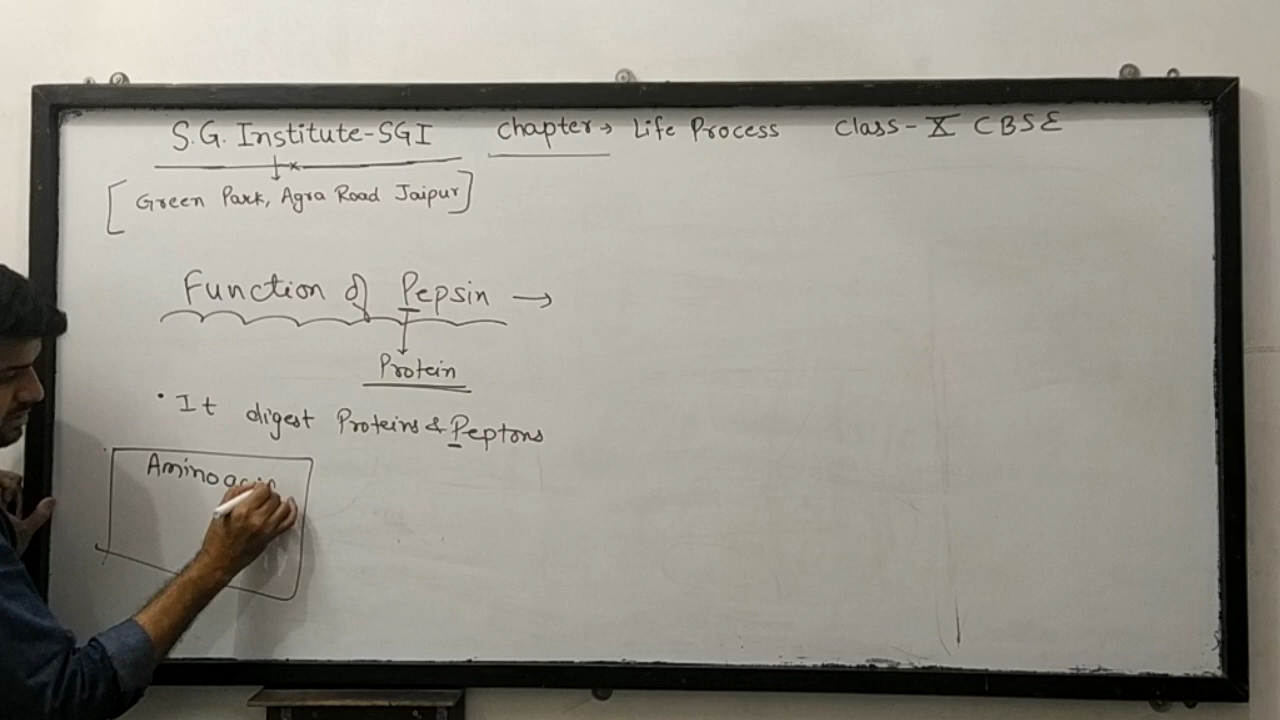 S.G. Institute-SGI Chapter→ Life Process Class-X CBSE
[Green Park, Agra Road Jaipur]
Function of Pepsin →
Protein
• It digest Proteins & Peptons
Amino